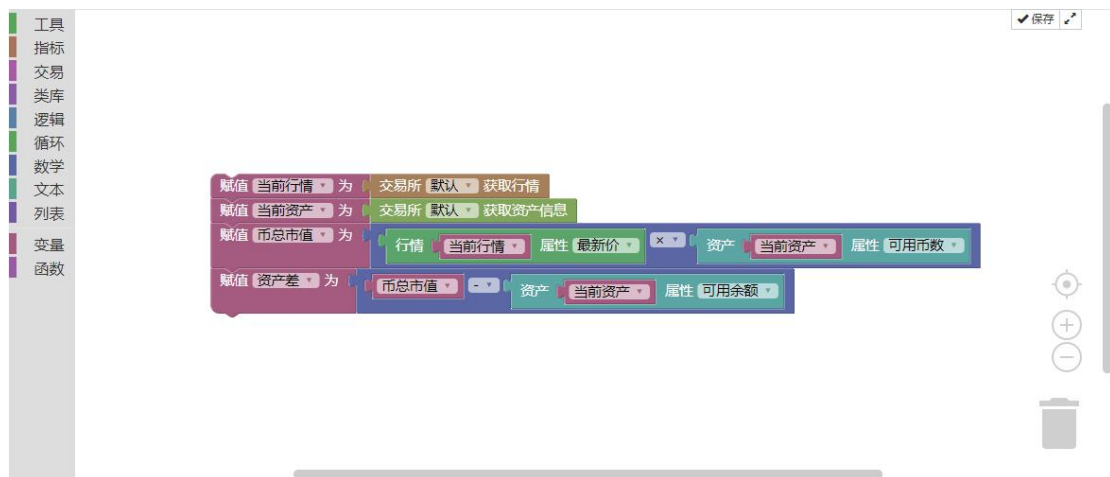 保存
工具
指标
交易
类库
逻辑
循环
数学
文本
列表
变量
函数
赋值 当前行情 为 交易所 默认 获取行情
赋值 当前资产 为 交易所 默认 获取资产信息
赋值 币总市值 为 行情 当前行情 属性 最新价 × 资产 当前资产 属性 可用币数
赋值 资产差 为 币总市值 - 资产 当前资产 属性 可用余额